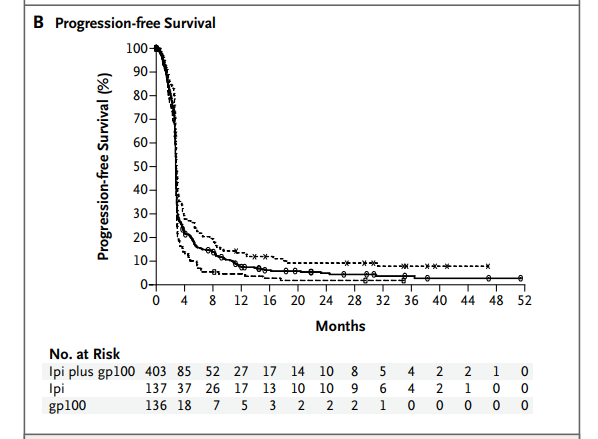 B Progression-free Survival
Progression-free Survival (%)
100
90
80
70
60
50
40
30
20
10
0
0 4 8 12 16 20 24 28 32 36 40 44 48 52
Months
No. at Risk
Ipi plus gp100 403 85 52 27 17 14 10 8 5 4 2 2 1 0
Ipi 137 37 26 17 13 10 10 9 6 4 2 1 0 0
gp100 136 18 7 5 3 2 2 2 1 0 0 0 0 0